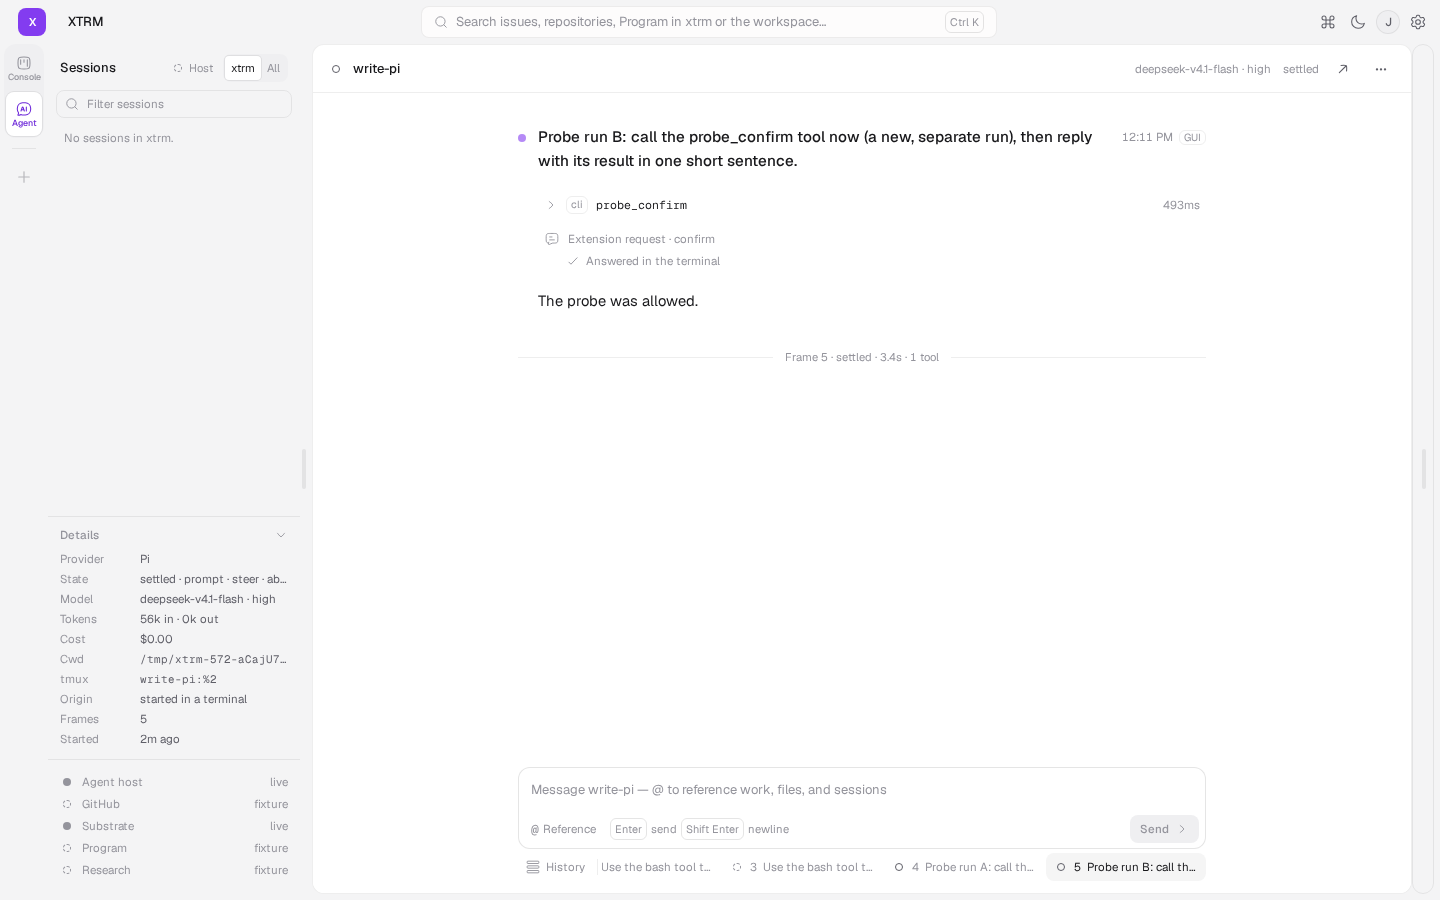 X XTRM Search issues, repositories, Program in xtrm or the workspace... Ctrl K J
Console
Agent
Sessions Host xtrm All
Filter sessions
No sessions in xtrm.
Details
Provider Pi
State settled · prompt · steer · ab...
Model deepseek-v4.1-flash · high
Tokens 56k in · 0k out
Cost $0.00
Cwd /tmp/xtrm-572-aCajU7...
tmux write-pi:%2
Origin started in a terminal
Frames 5
Started 2m ago
Agent host live
GitHub fixture
Substrate live
Program fixture
Research fixture
write-pi deepseek-v4.1-flash · high settled
Probe run B: call the probe_confirm tool now (a new, separate run), then reply 12:11 PM GUI
with its result in one short sentence.
cli probe_confirm 493ms
Extension request · confirm
Answered in the terminal
The probe was allowed.
Frame 5 · settled · 3.4s · 1 tool
Message write-pi — @ to reference work, files, and sessions
@ Reference Enter send Shift Enter newline Send
History Use the bash tool t... 3 Use the bash tool t... 4 Probe run A: call th... 5 Probe run B: call th...